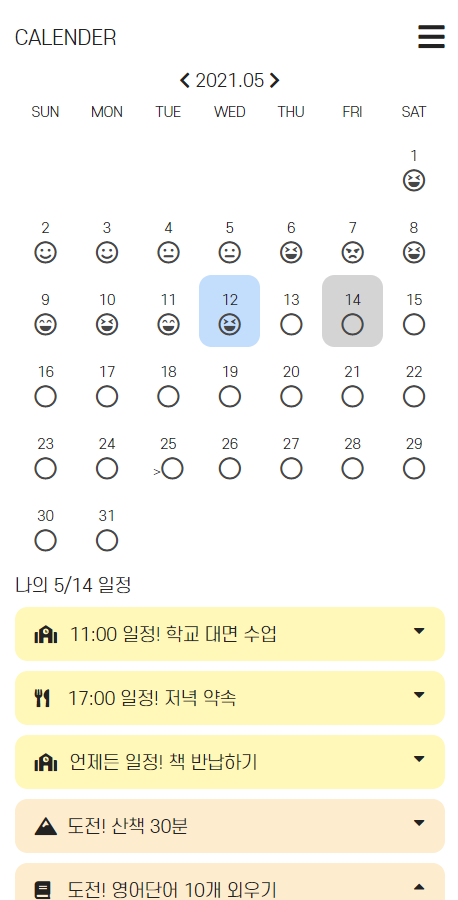 CALENDER
2021.05
SUN MON TUE WED THU FRI SAT
1
2 3 4 5 6 7 8
9 10 11 12 13 14 15
16 17 18 19 20 21 22
23 24 25 26 27 28 29
>
30 31
나의 5/14 일정
11:00 일정! 학교 대면 수업
17:00 일정! 저녁 약속
언제든 일정! 책 반납하기
도전! 산책 30분
도전! 영어단어 10개 외우기